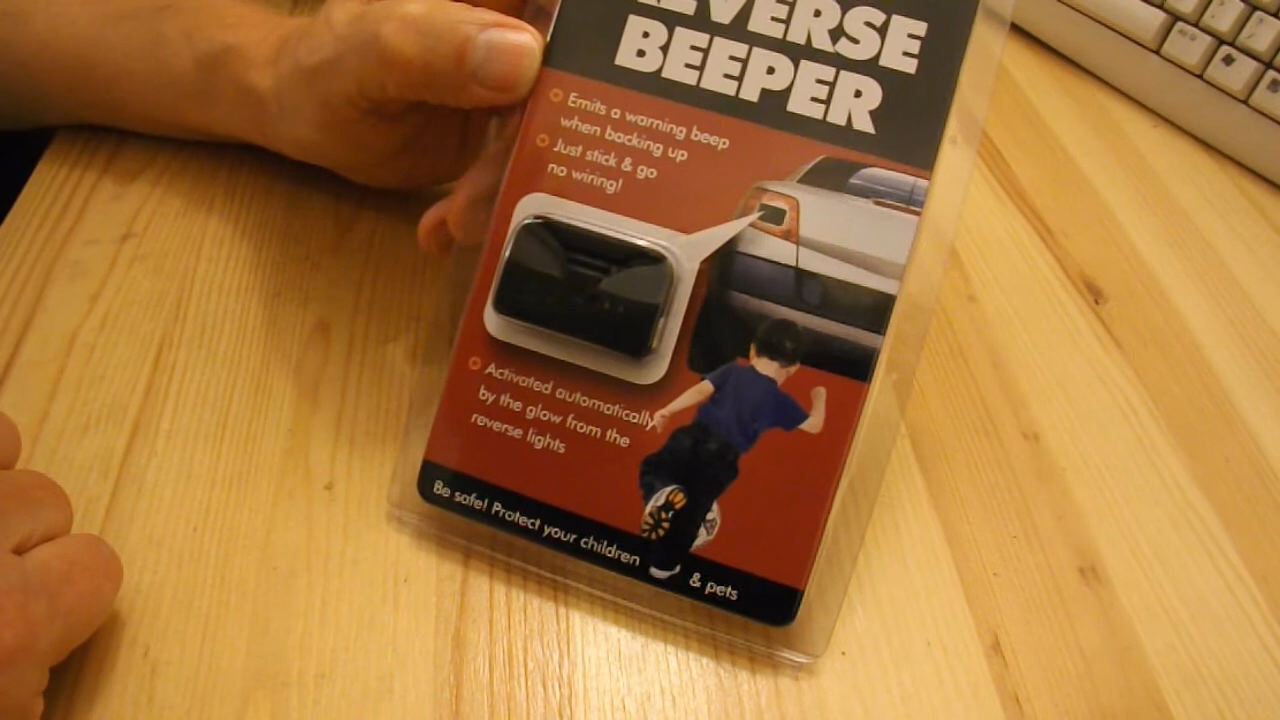 REVERSE
BEEPER
Emits a warning beep
when backing up
Just stick & go
no wiring!
Activated automatically
by the glow from the
reverse lights
Be safe! Protect your children & pets